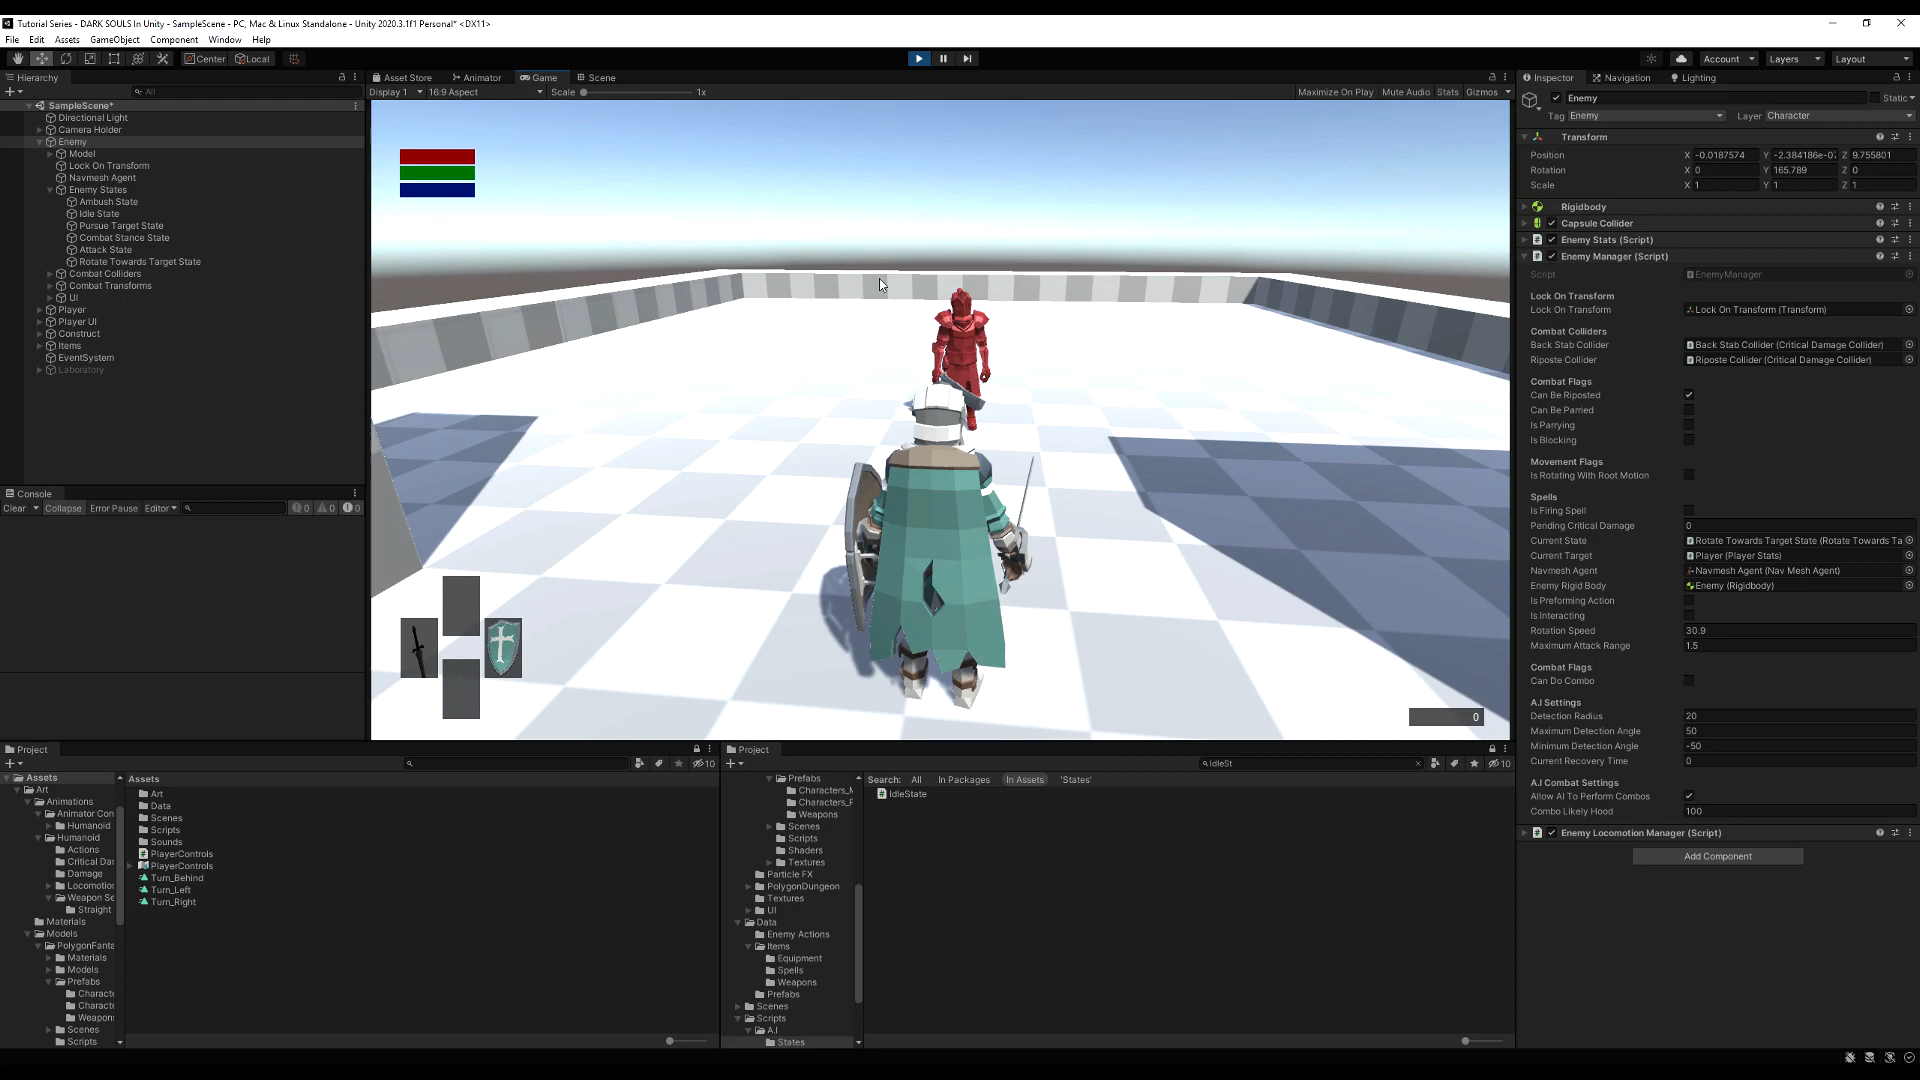 Tutorial Series - DARK SOULS In Unity - SampleScene - PC, Mac & Linux Standalone - Unity 2020.3.1f1 Personal* <DX11>
File Edit Assets GameObject Component Window Help
Center Local Account Layers Layout
Hierarchy
All
SampleScene*
Directional Light
Camera Holder
Enemy
Model
Lock On Transform
Navmesh Agent
Enemy States
Ambush State
Idle State
Pursue Target State
Combat Stance State
Attack State
Rotate Towards Target State
Combat Colliders
Combat Transforms
UI
Player
Player UI
Construct
Items
EventSystem
Laboratory
Console
Clear Collapse Error Pause Editor 0 0 0
Asset Store Animator Game Scene
Display 1 16:9 Aspect Scale 1x Maximize On Play Mute Audio Stats Gizmos
0
Project
Assets
Art
Animations
Animator Con
Humanoid
Humanoid
Actions
Critical Dar
Damage
Locomotion
Weapon Se
Straight
Materials
Models
PolygonFanta
Materials
Models
Prefabs
Characte
Characte
Weapons
Scenes
Scripts
10
Assets
Art
Data
Scenes
Scripts
Sounds
PlayerControls
PlayerControls
Turn_Behind
Turn_Left
Turn_Right
Project
IdleSt
10
Prefabs
Characters_M
Characters_F
Weapons
Scenes
Scripts
Shaders
Textures
Particle FX
PolygonDungeon
Textures
UI
Data
Enemy Actions
Items
Equipment
Spells
Weapons
Prefabs
Scenes
Scripts
A.I
States
Search: All In Packages In Assets 'States'
IdleState
Inspector Navigation Lighting
Enemy Static
Tag Enemy Layer Character
Transform
Position X -0.0187574 Y -2.384186e-07 Z 9.755801
Rotation X 0 Y 165.789 Z 0
Scale X 1 Y 1 Z 1
Rigidbody
Capsule Collider
Enemy Stats (Script)
Enemy Manager (Script)
Script EnemyManager
Lock On Transform
Lock On Transform Lock On Transform (Transform)
Combat Colliders
Back Stab Collider Back Stab Collider (Critical Damage Collider)
Riposte Collider Riposte Collider (Critical Damage Collider)
Combat Flags
Can Be Riposted
Can Be Parried
Is Parrying
Is Blocking
Movement Flags
Is Rotating With Root Motion
Spells
Is Firing Spell
Pending Critical Damage 0
Current State Rotate Towards Target State (Rotate Towards Ta
Current Target Player (Player Stats)
Navmesh Agent Navmesh Agent (Nav Mesh Agent)
Enemy Rigid Body Enemy (Rigidbody)
Is Preforming Action
Is Interacting
Rotation Speed 30.9
Maximum Attack Range 1.5
Combat Flags
Can Do Combo
A.I Settings
Detection Radius 20
Maximum Detection Angle 50
Minimum Detection Angle -50
Current Recovery Time 0
A.I Combat Settings
Allow AI To Perform Combos
Combo Likely Hood 100
Enemy Locomotion Manager (Script)
Add Component